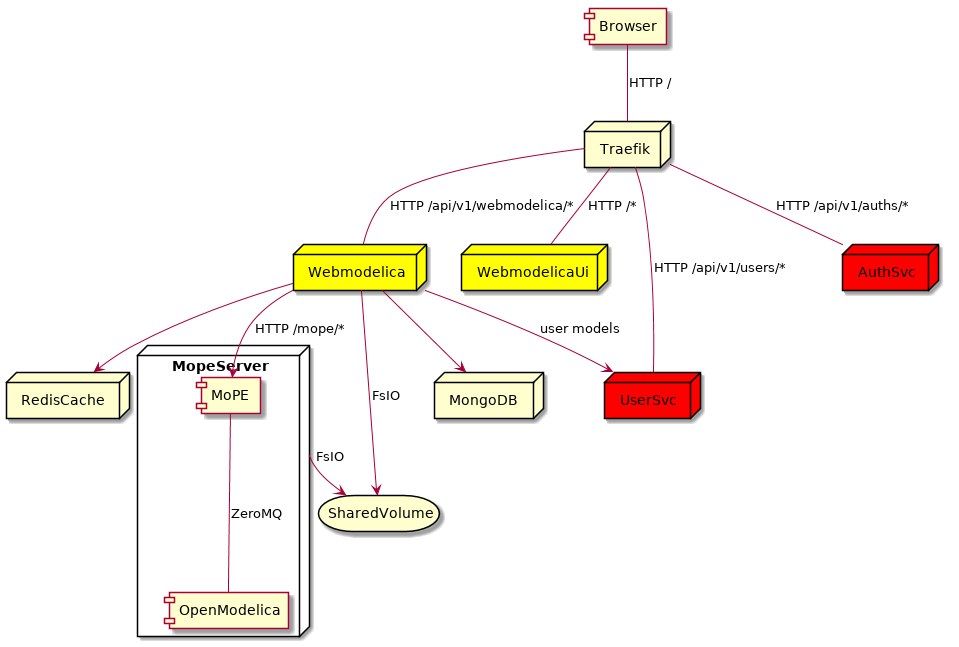 Browser
HTTP /
Traefik
HTTP /api/v1/webmodelica/*
HTTP /*
HTTP /api/v1/auths/*
HTTP /api/v1/users/*
Webmodelica
WebmodelicaUi
AuthSvc
HTTP /mope/*
user models
MopeServer
RedisCache
MoPE
FsIO
MongoDB
UserSvc
FsIO
ZeroMQ
SharedVolume
OpenModelica